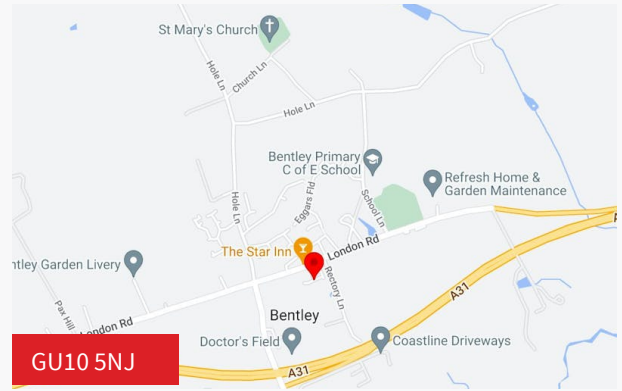 St Mary's Church
Hole Ln
Church Ln
Hole Ln
Bentley Primary
C of E School
Refresh Home &
Garden Maintenance
Hole Ln
Eggars Fld
School Ln
The Star Inn
London Rd
ntley Garden Livery
Rectory Ln
A31
Pax Hill
London Rd
Bentley
Doctor's Field
Coastline Driveways
GU10 5NJ
A31